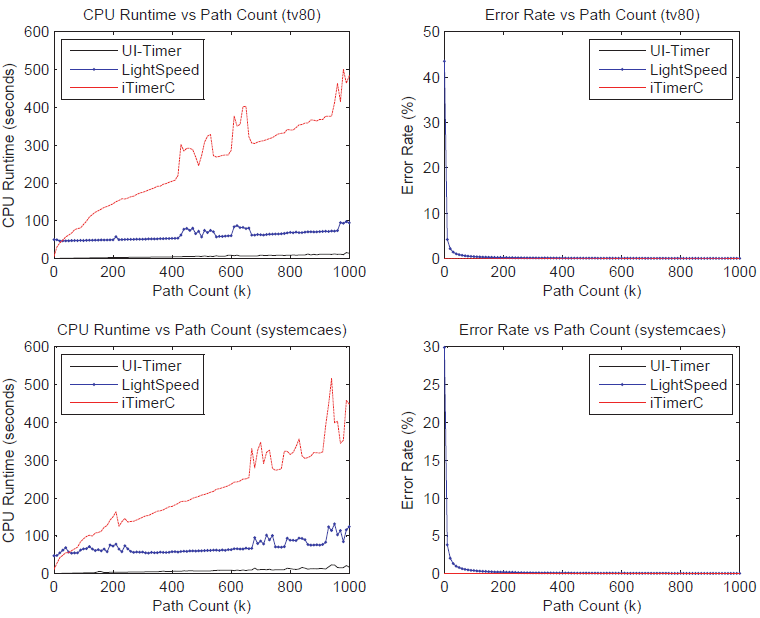 CPU Runtime vs Path Count (tv80)
600
500
400
300
200
100
0
CPU Runtime (seconds)
UI-Timer
LightSpeed
iTimerC
0 200 400 600 800 1000
Path Count (k)
Error Rate vs Path Count (tv80)
50
40
30
20
10
0
Error Rate (%)
UI-Timer
LightSpeed
iTimerC
0 200 400 600 800 1000
Path Count (k)
CPU Runtime vs Path Count (systemcaes)
600
500
400
300
200
100
0
CPU Runtime (seconds)
UI-Timer
LightSpeed
iTimerC
0 200 400 600 800 1000
Path Count (k)
Error Rate vs Path Count (systemcaes)
30
25
20
15
10
5
0
Error Rate (%)
UI-Timer
LightSpeed
iTimerC
0 200 400 600 800 1000
Path Count (k)